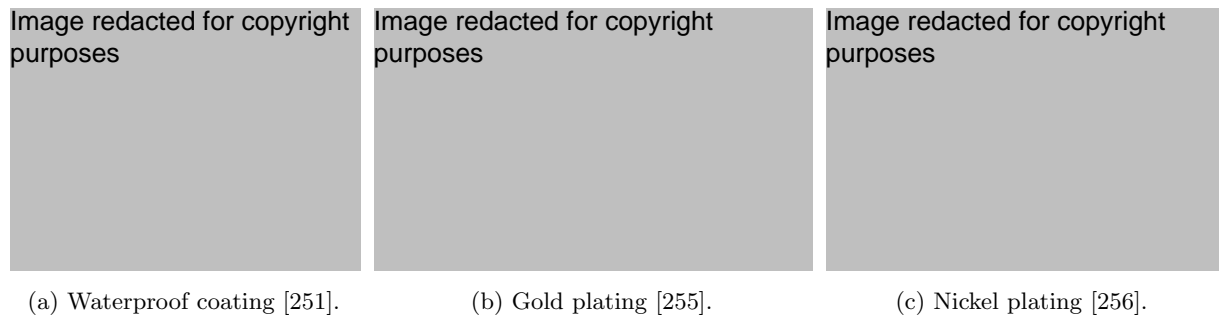 Image redacted for copyright
purposes
Image redacted for copyright
purposes
Image redacted for copyright
purposes
(a) Waterproof coating [251].
(b) Gold plating [255].
(c) Nickel plating [256].